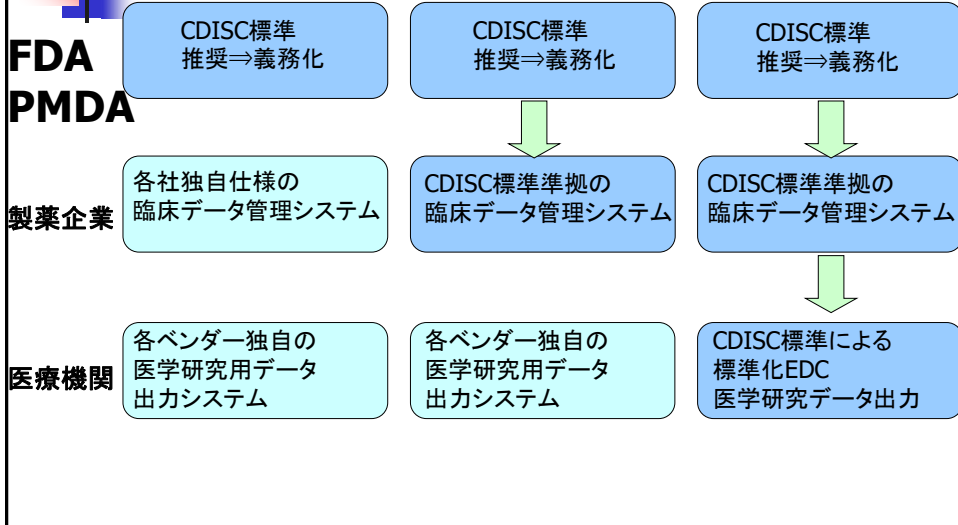 FDA
PMDA
CDISC標準
推奨⇒義務化
CDISC標準
推奨⇒義務化
CDISC標準
推奨⇒義務化
製薬企業
各社独自仕様の
臨床データ管理システム
CDISC標準準拠の
臨床データ管理システム
CDISC標準準拠の
臨床データ管理システム
医療機関
各ベンダー独自の
医学研究用データ
出力システム
各ベンダー独自の
医学研究用データ
出力システム
CDISC標準による
標準化EDC
医学研究データ出力